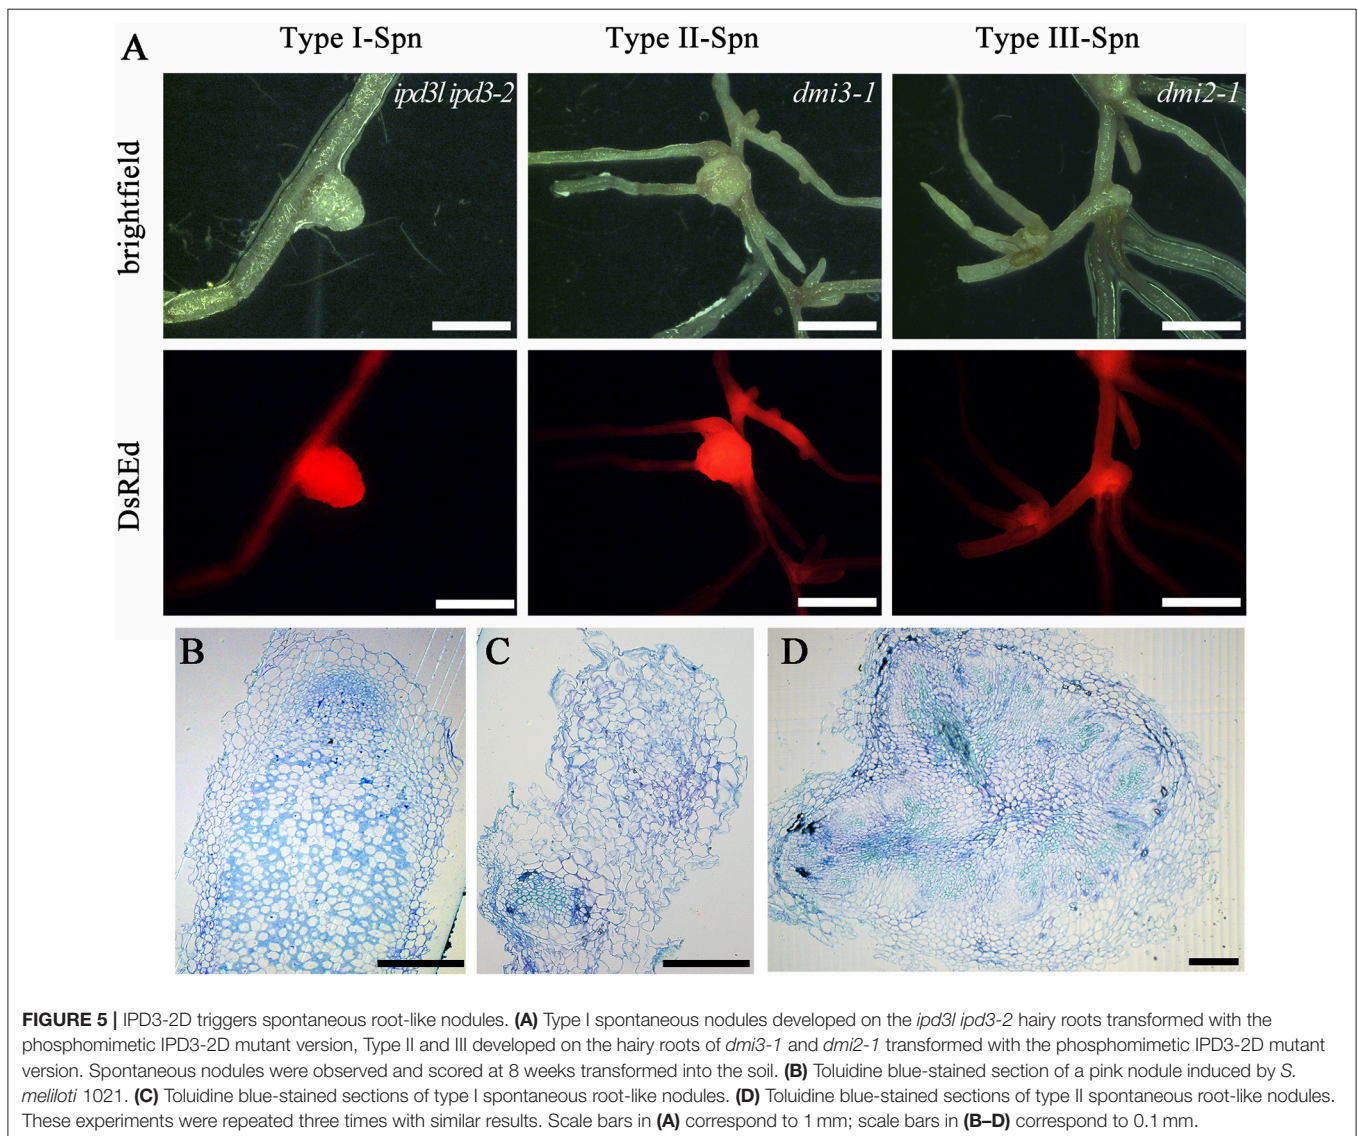 A
Type I-Spn
Type II-Spn
Type III-Spn
brightfield
ipd3l ipd3-2
dmi3-1
dmi2-1
DsREd
B
C
D
FIGURE 5 | IPD3-2D triggers spontaneous root-like nodules. (A) Type I spontaneous nodules developed on the ipd3l ipd3-2 hairy roots transformed with the
phosphomimetic IPD3-2D mutant version, Type II and III developed on the hairy roots of dmi3-1 and dmi2-1 transformed with the phosphomimetic IPD3-2D mutant
version. Spontaneous nodules were observed and scored at 8 weeks transformed into the soil. (B) Toluidine blue-stained section of a pink nodule induced by S.
meliloti 1021. (C) Toluidine blue-stained sections of type I spontaneous root-like nodules. (D) Toluidine blue-stained sections of type II spontaneous root-like nodules.
These experiments were repeated three times with similar results. Scale bars in (A) correspond to 1 mm; scale bars in (B–D) correspond to 0.1 mm.